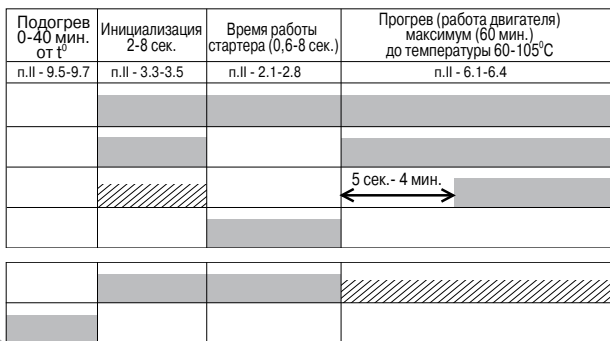 Подогрев
0-40 мин.
от t⁰
Инициализация
2-8 сек.
Время работы
стартера (0,6-8 сек.)
Прогрев (работа двигателя)
максимум (60 мин.)
до температуры 60-105⁰С
п.II - 9.5-9.7
п.II - 3.3-3.5
п.II - 2.1-2.8
п.II - 6.1-6.4
5 сек.- 4 мин.